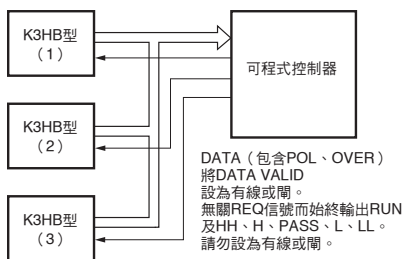 K3HB型
（1）
可程式控制器
K3HB型
（2）
DATA（包含POL、OVER）
將DATA VALID
設為有線或閘。
無關REQ信號而始終輸出RUN
及HH、H、PASS、L、LL。
請勿設為有線或閘。
K3HB型
（3）